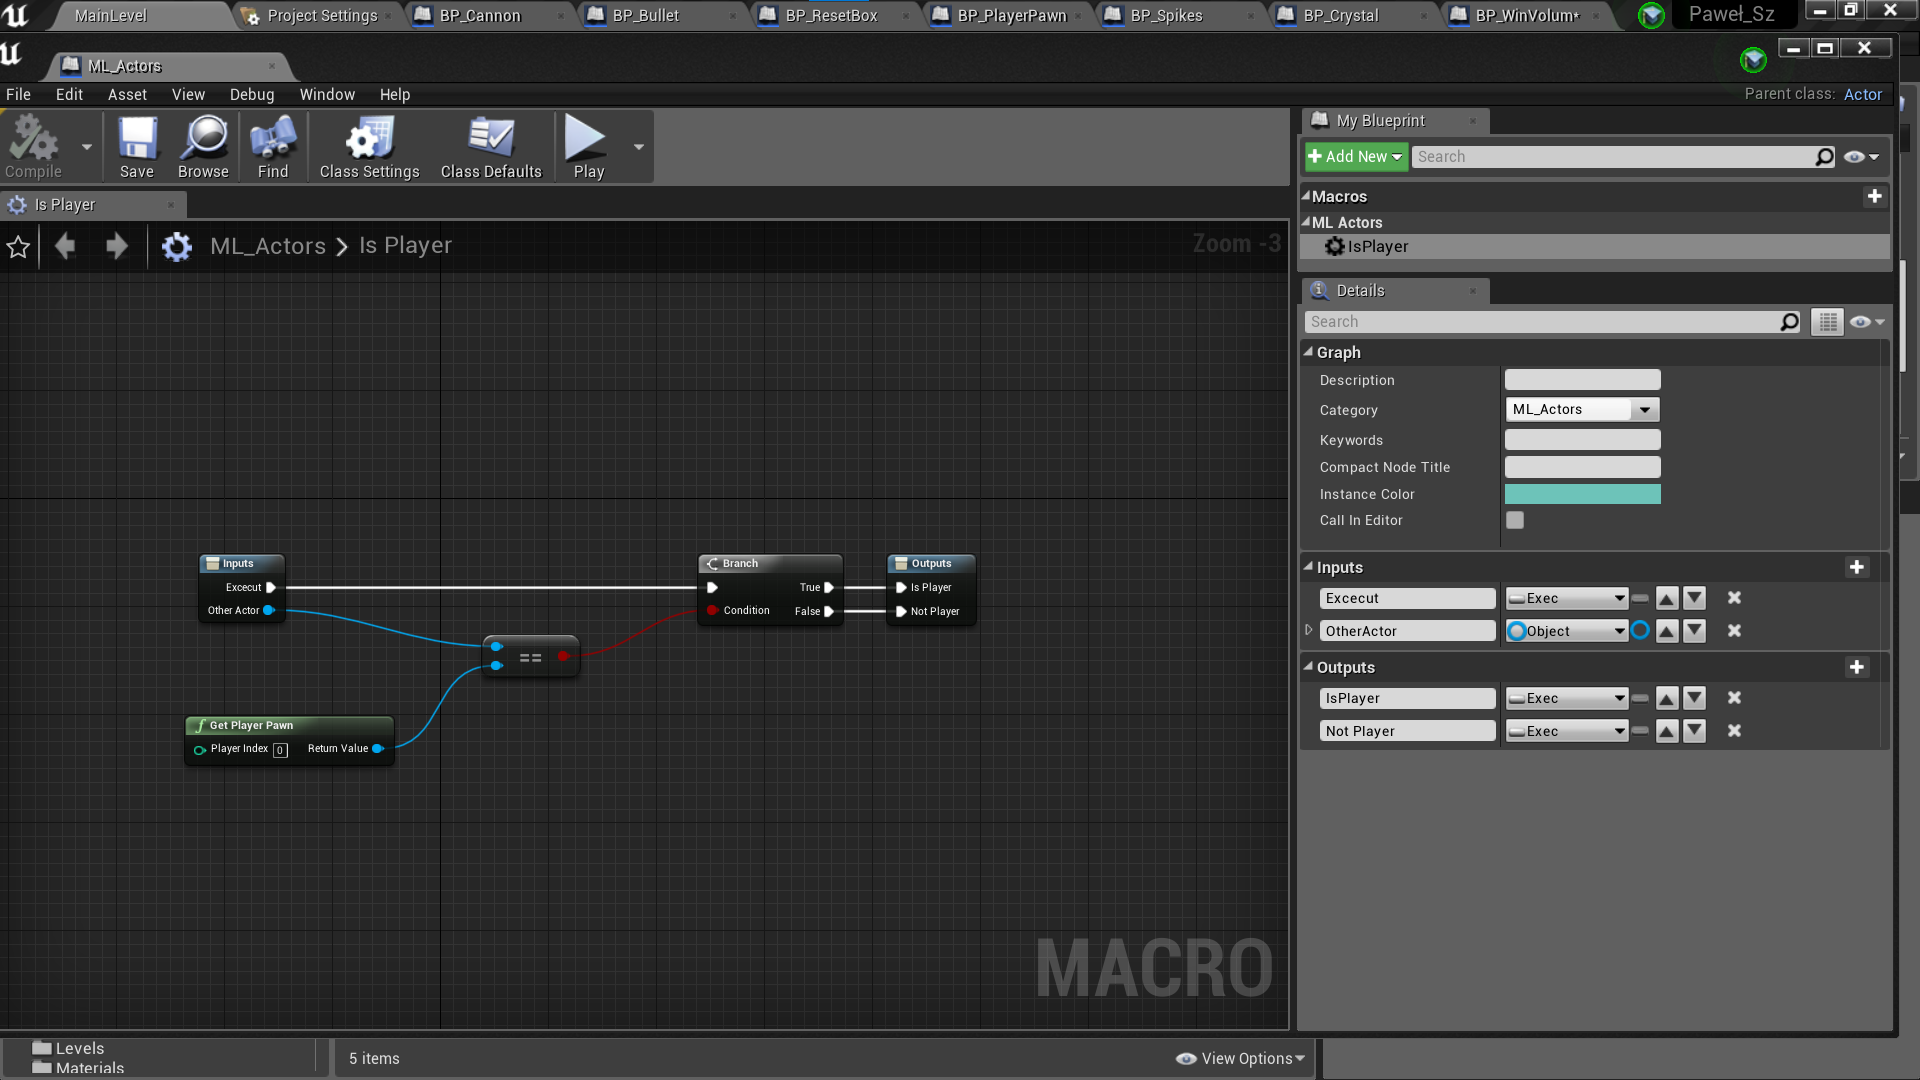 MainLevel
Project Settings
BP_Cannon
BP_Bullet
BP_ResetBox
BP_PlayerPawn
BP_Spikes
BP_Crystal
BP_WinVolum*
Paweł_Sz
ML_Actors
File Edit Asset View Debug Window Help
Parent class: Actor
Compile
Save
Browse
Find
Class Settings
Class Defaults
Play
Is Player
ML_Actors > Is Player
Zoom -3
Inputs
Excecut
Other Actor
==
Get Player Pawn
Player Index 0
Return Value
Branch
True
Condition
False
Outputs
Is Player
Not Player
MACRO
My Blueprint
+ Add New
Search
Macros
ML Actors
IsPlayer
Details
Search
Graph
Description
Category ML_Actors
Keywords
Compact Node Title
Instance Color
Call In Editor
Inputs
Excecut Exec
OtherActor Object
Outputs
IsPlayer Exec
Not Player Exec
Levels
Materials
5 items
View Options